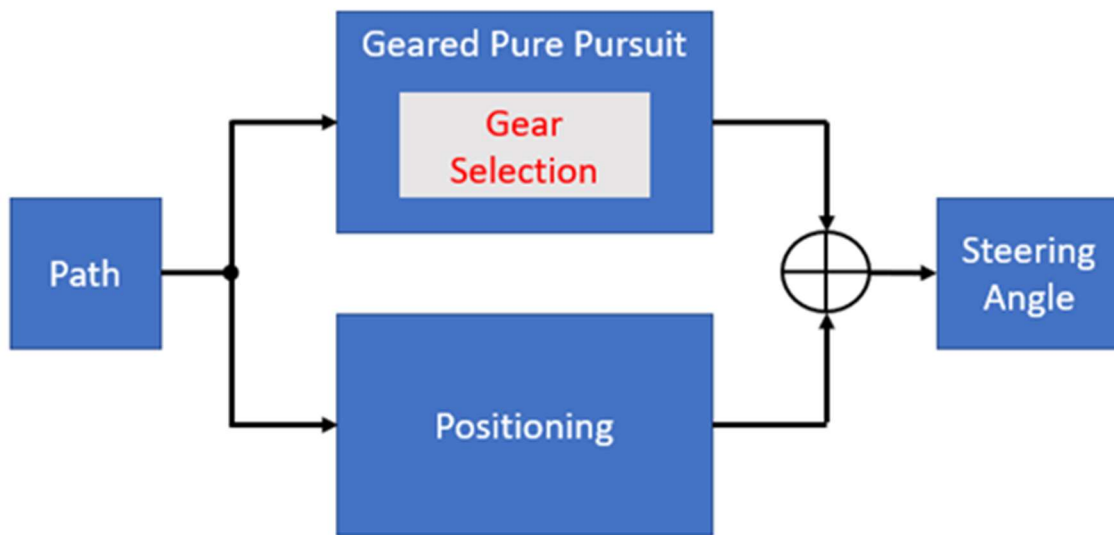 Geared Pure Pursuit
Gear
Selection
Path
Steering
Angle
Positioning